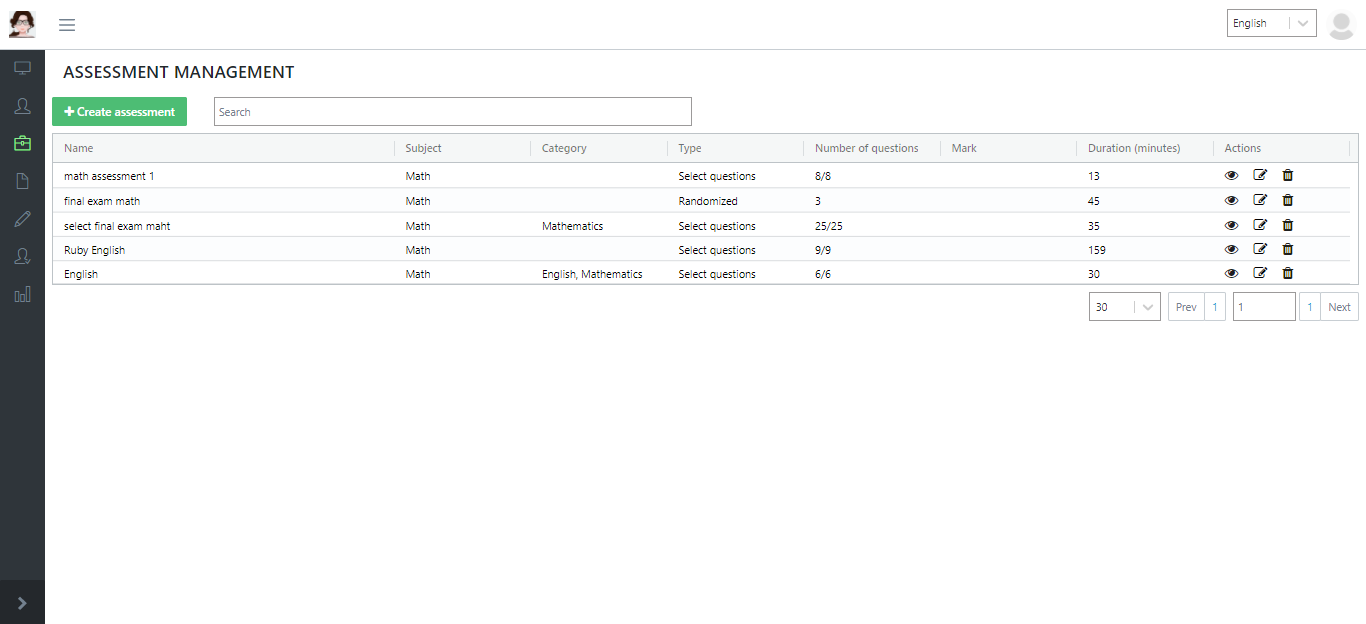 English
ASSESSMENT MANAGEMENT
Create assessment
Search
Name Subject Category Type Number of questions Mark Duration (minutes) Actions
math assessment 1 Math Select questions 8/8 13
final exam math Math Randomized 3 45
select final exam maht Math Mathematics Select questions 25/25 35
Ruby English Math Select questions 9/9 159
English Math English, Mathematics Select questions 6/6 30
30 Prev 1 1 1 Next